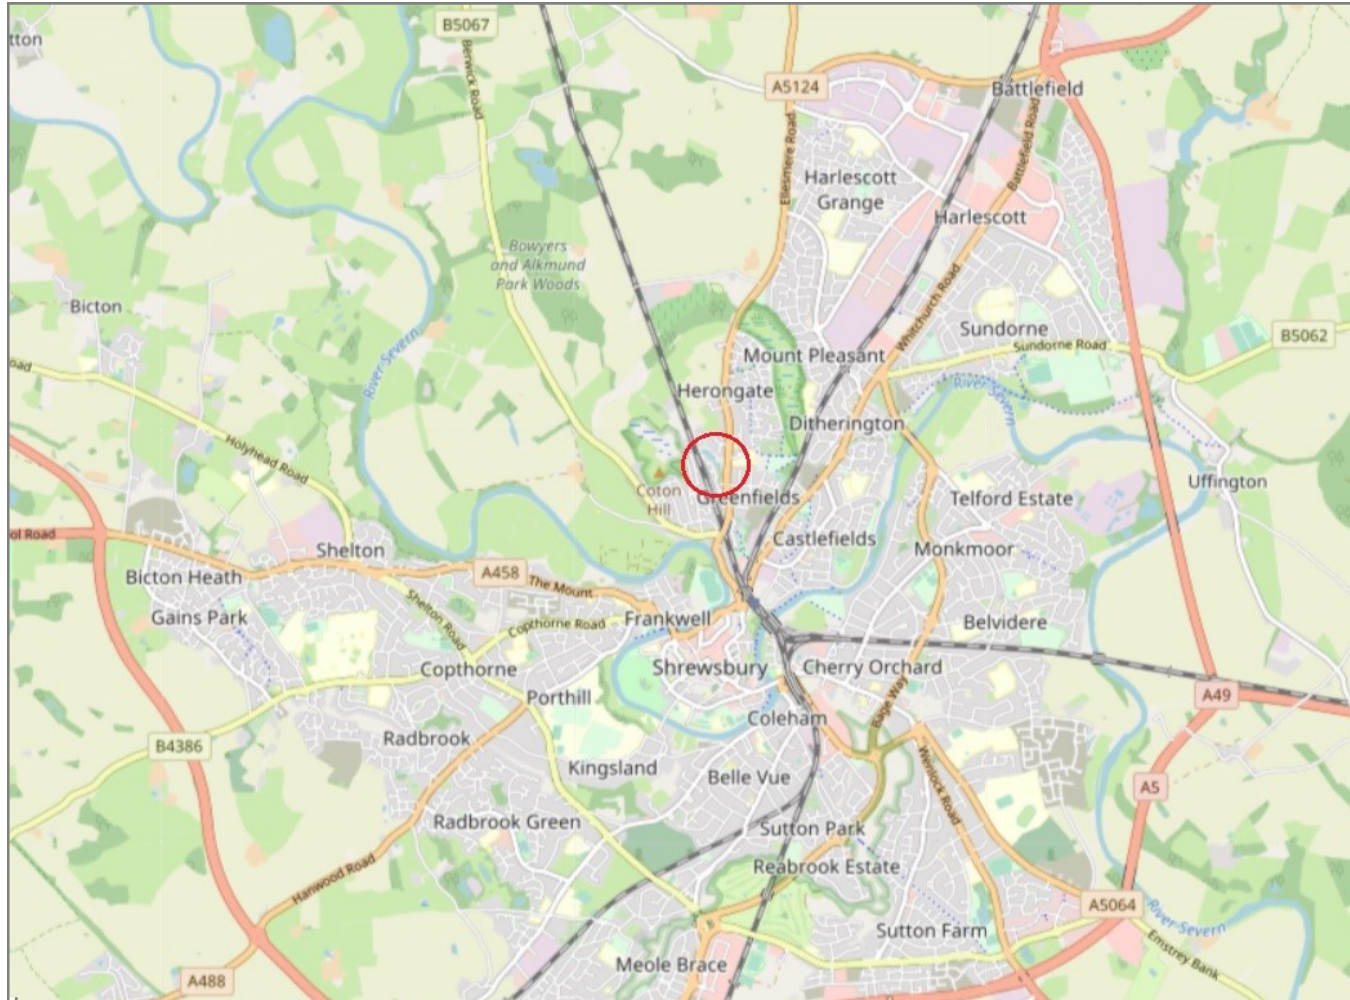 tton
B5067
Berwick Road
A5124
Battlefield
Ellesmere Road
Battlefield Road
Harlescott
Grange
Harlescott
Bowyers
and Alkmund
Park Woods
Bicton
River Severn
Whitchurch Road
Sundorne
B5062
Sundorne Road
Mount Pleasant
oad
Herongate
River Severn
Ditherington
Holyhead Road
Coton
Hill
Greenfields
Telford Estate
Uffington
ol Road
Shelton
Castlefields
Monkmoor
Bicton Heath
A458
The Mount
Gains Park
Shelton Road
Copthorne Road
Frankwell
Belvidere
Copthorne
Shrewsbury
Cherry Orchard
Porthill
Bage Way
A49
Coleham
B4386
Radbrook
Kingsland
Belle Vue
Wenlock Road
A5
Radbrook Green
Sutton Park
Reabrook Estate
Hanwood Road
A5064
River Severn
Sutton Farm
Emstrey Bank
Meole Brace
A488